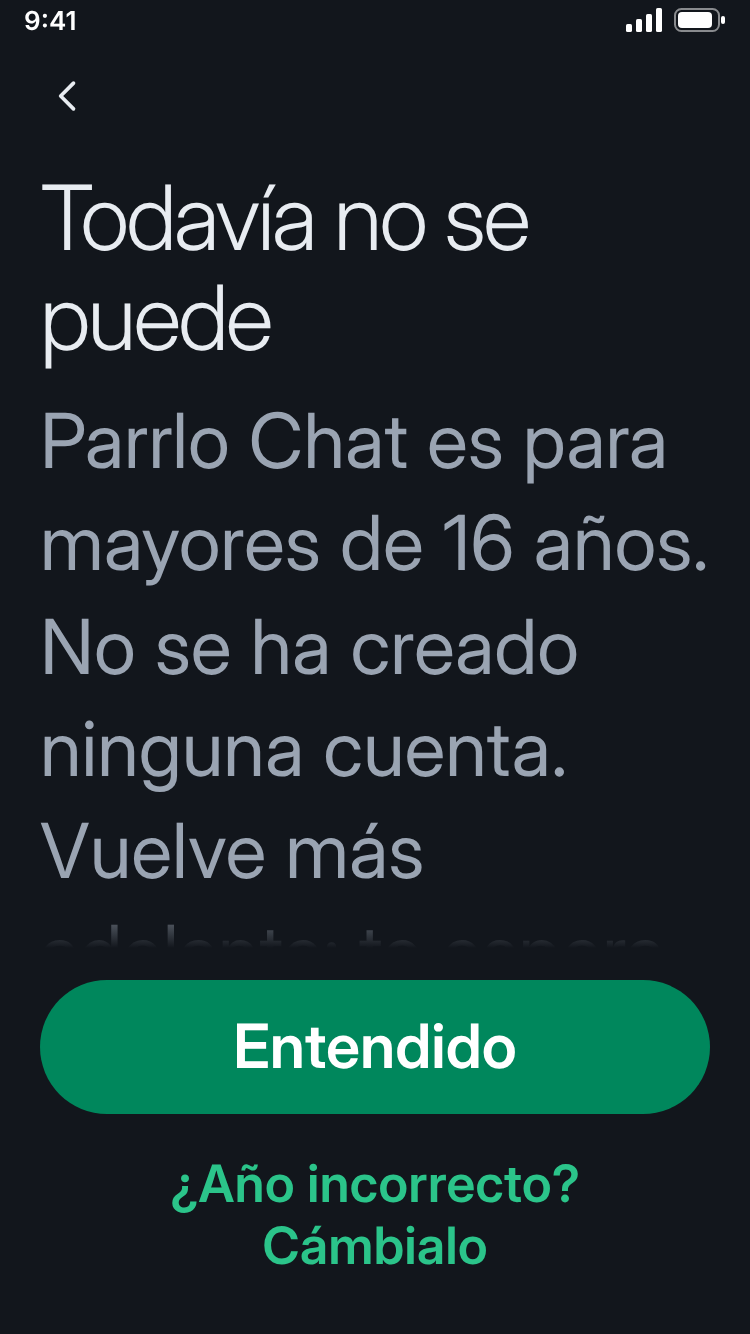 9:41
Todavía no se
puede
Parrlo Chat es para
mayores de 16 años.
No se ha creado
ninguna cuenta.
Vuelve más
Entendido
¿Año incorrecto?
Cámbialo